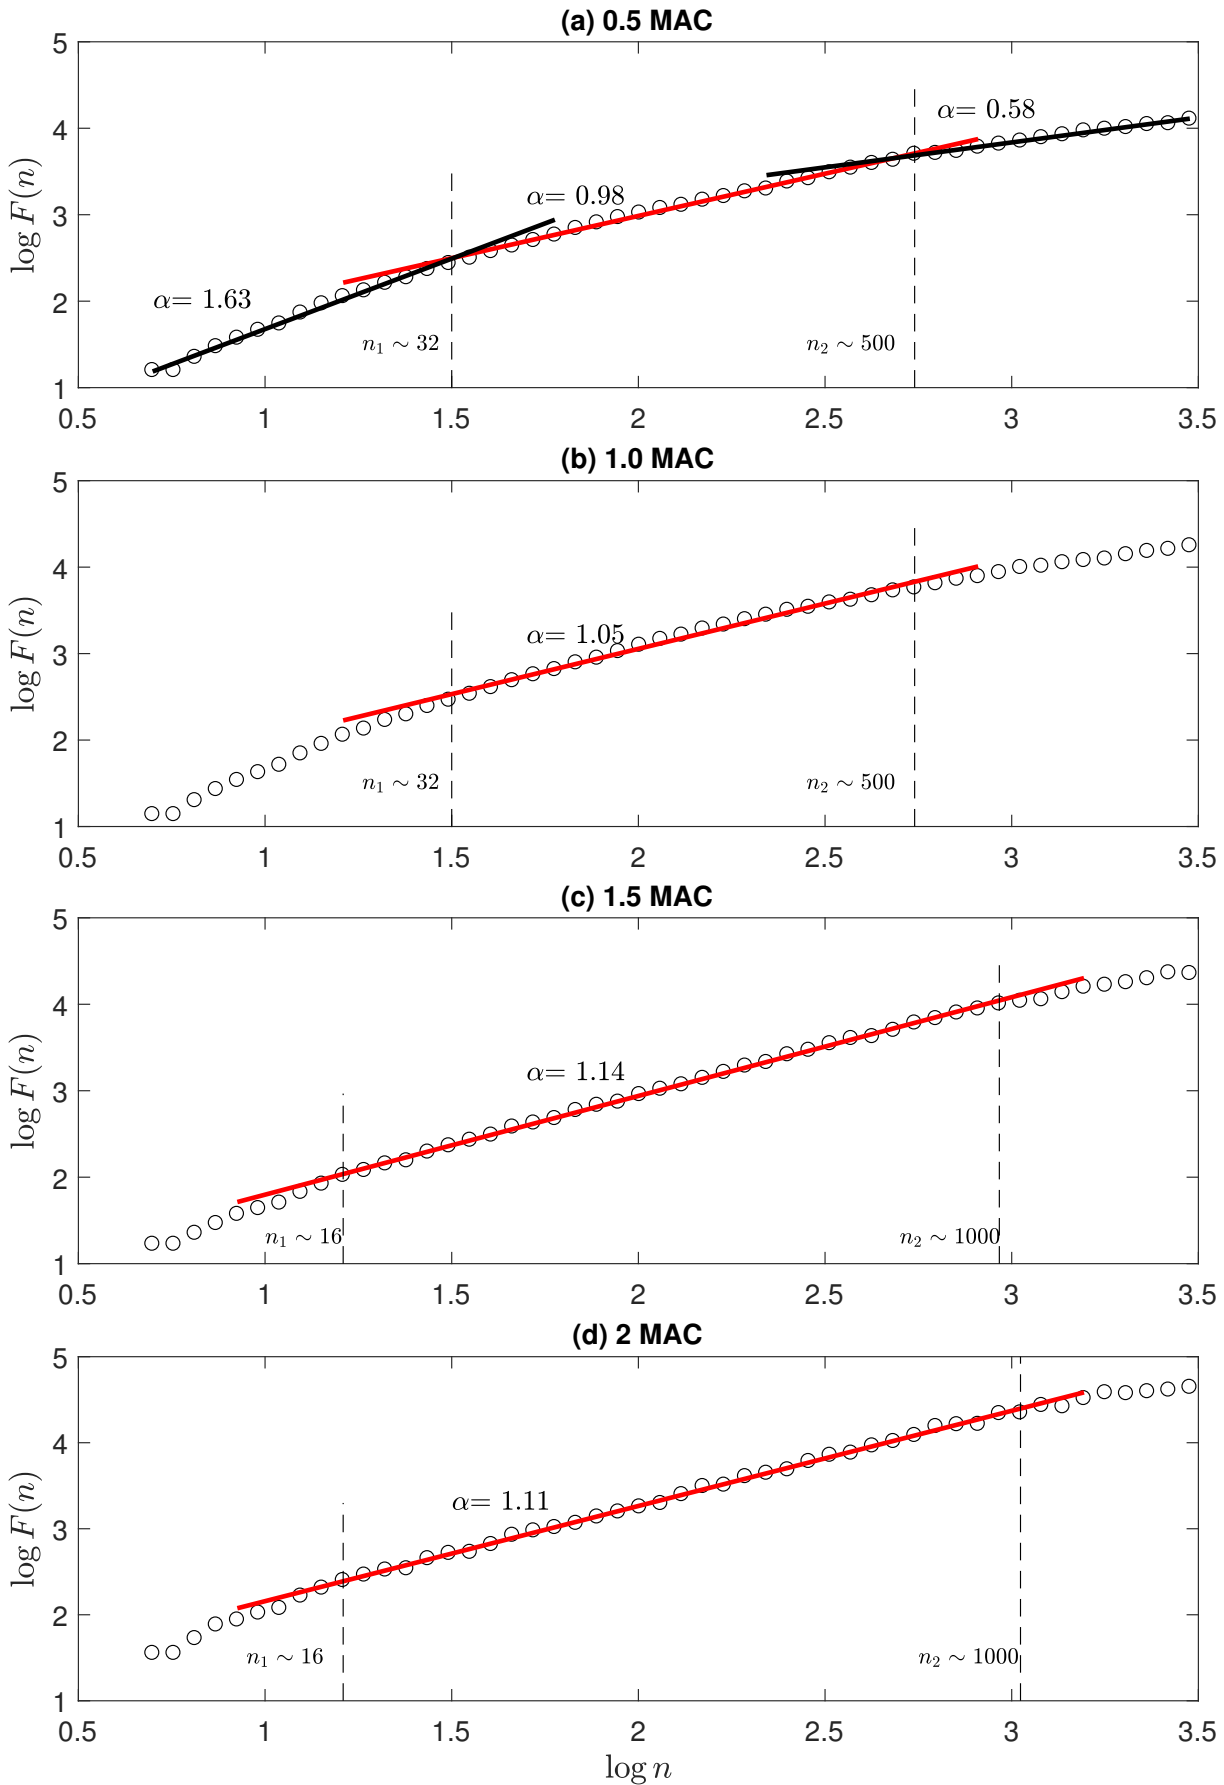 (a) 0.5 MAC
5
4
3
2
1
log F(n)
α= 0.58
α= 0.98
α= 1.63
n₁ ∼ 32
n₂ ∼ 500
0.5 1 1.5 2 2.5 3 3.5
(b) 1.0 MAC
5
4
3
2
1
log F(n)
α= 1.05
n₁ ∼ 32
n₂ ∼ 500
0.5 1 1.5 2 2.5 3 3.5
(c) 1.5 MAC
5
4
3
2
1
log F(n)
α= 1.14
n₁ ∼ 16
n₂ ∼ 1000
0.5 1 1.5 2 2.5 3 3.5
(d) 2 MAC
5
4
3
2
1
log F(n)
α= 1.11
n₁ ∼ 16
n₂ ∼ 1000
0.5 1 1.5 2 2.5 3 3.5
log n